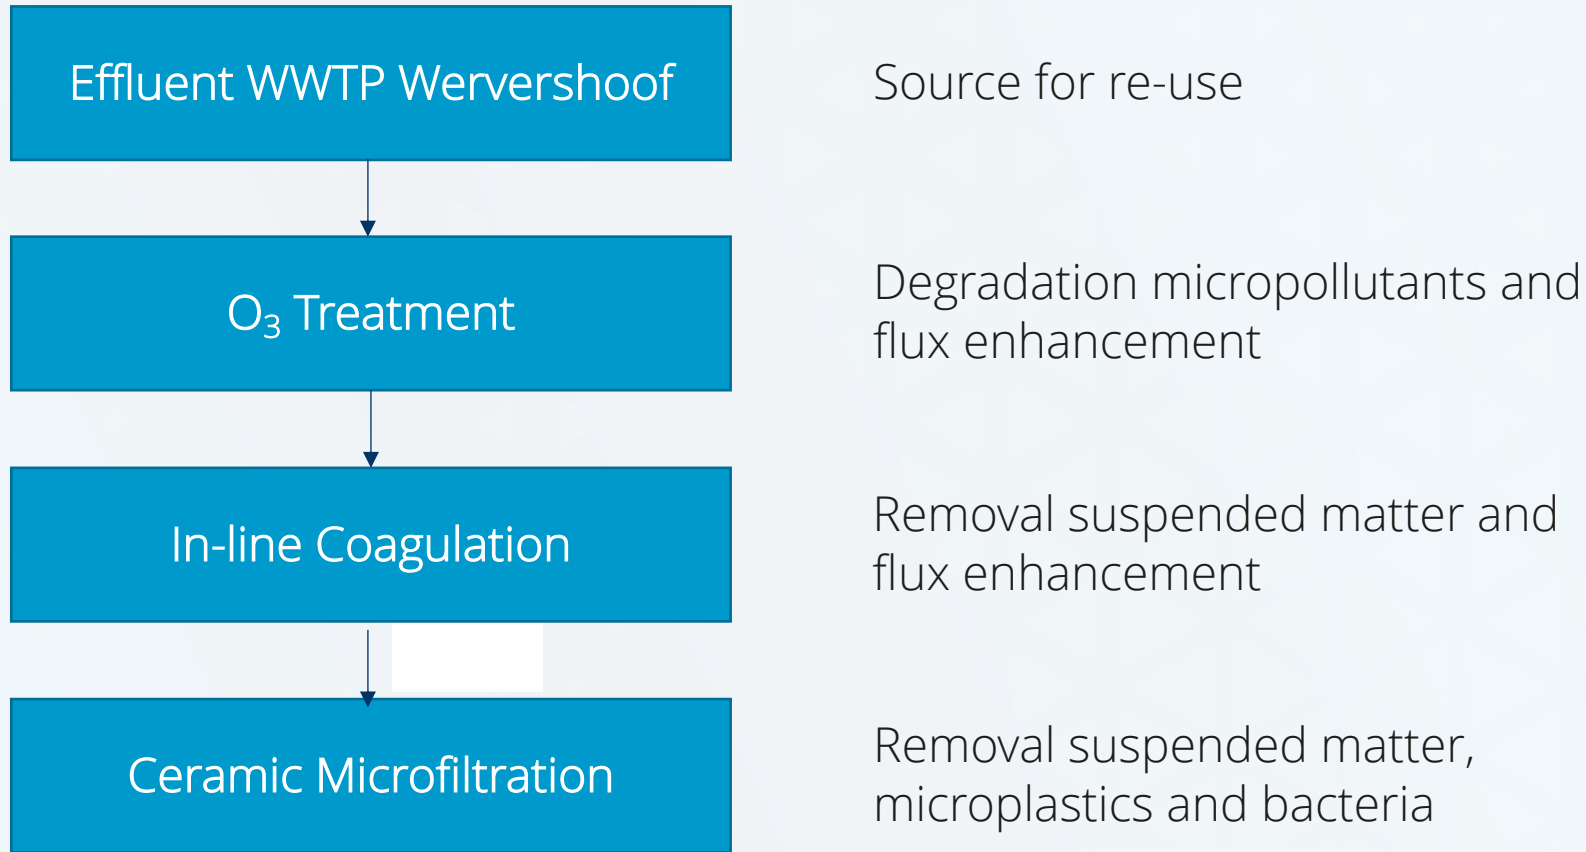 Effluent WWTP Wervershoof
Source for re-use
O₃ Treatment
Degradation micropollutants and
flux enhancement
In-line Coagulation
Removal suspended matter and
flux enhancement
Ceramic Microfiltration
Removal suspended matter,
microplastics and bacteria